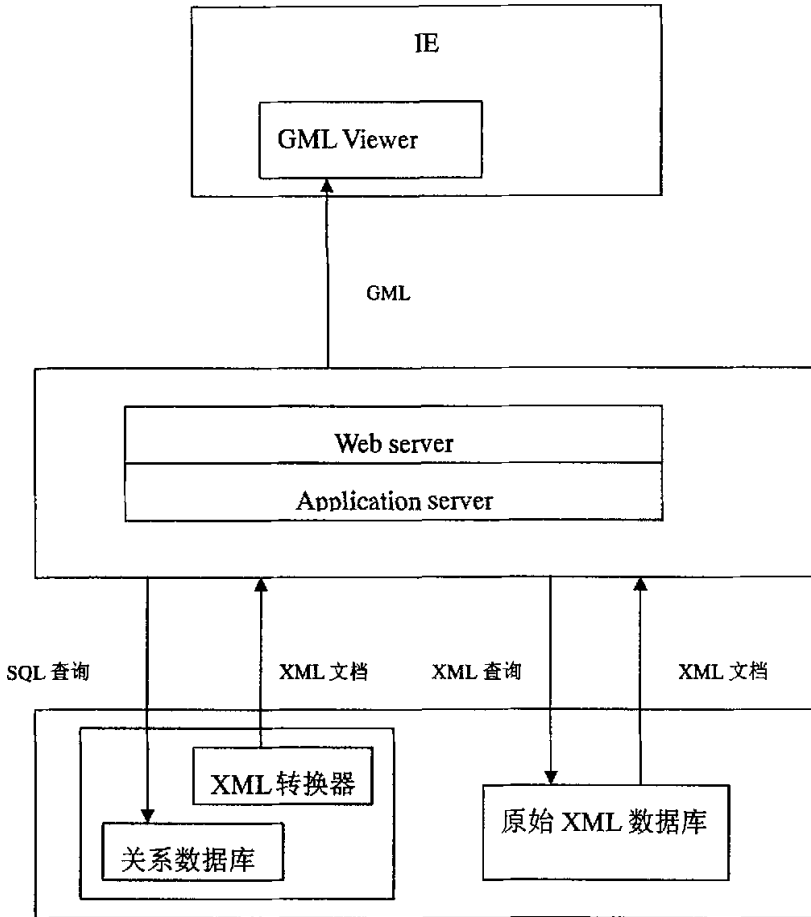 IE
GML Viewer
GML
Web server
Application server
SQL 查询
XML 文档
XML 查询
XML 文档
XML 转换器
关系数据库
原始 XML 数据库